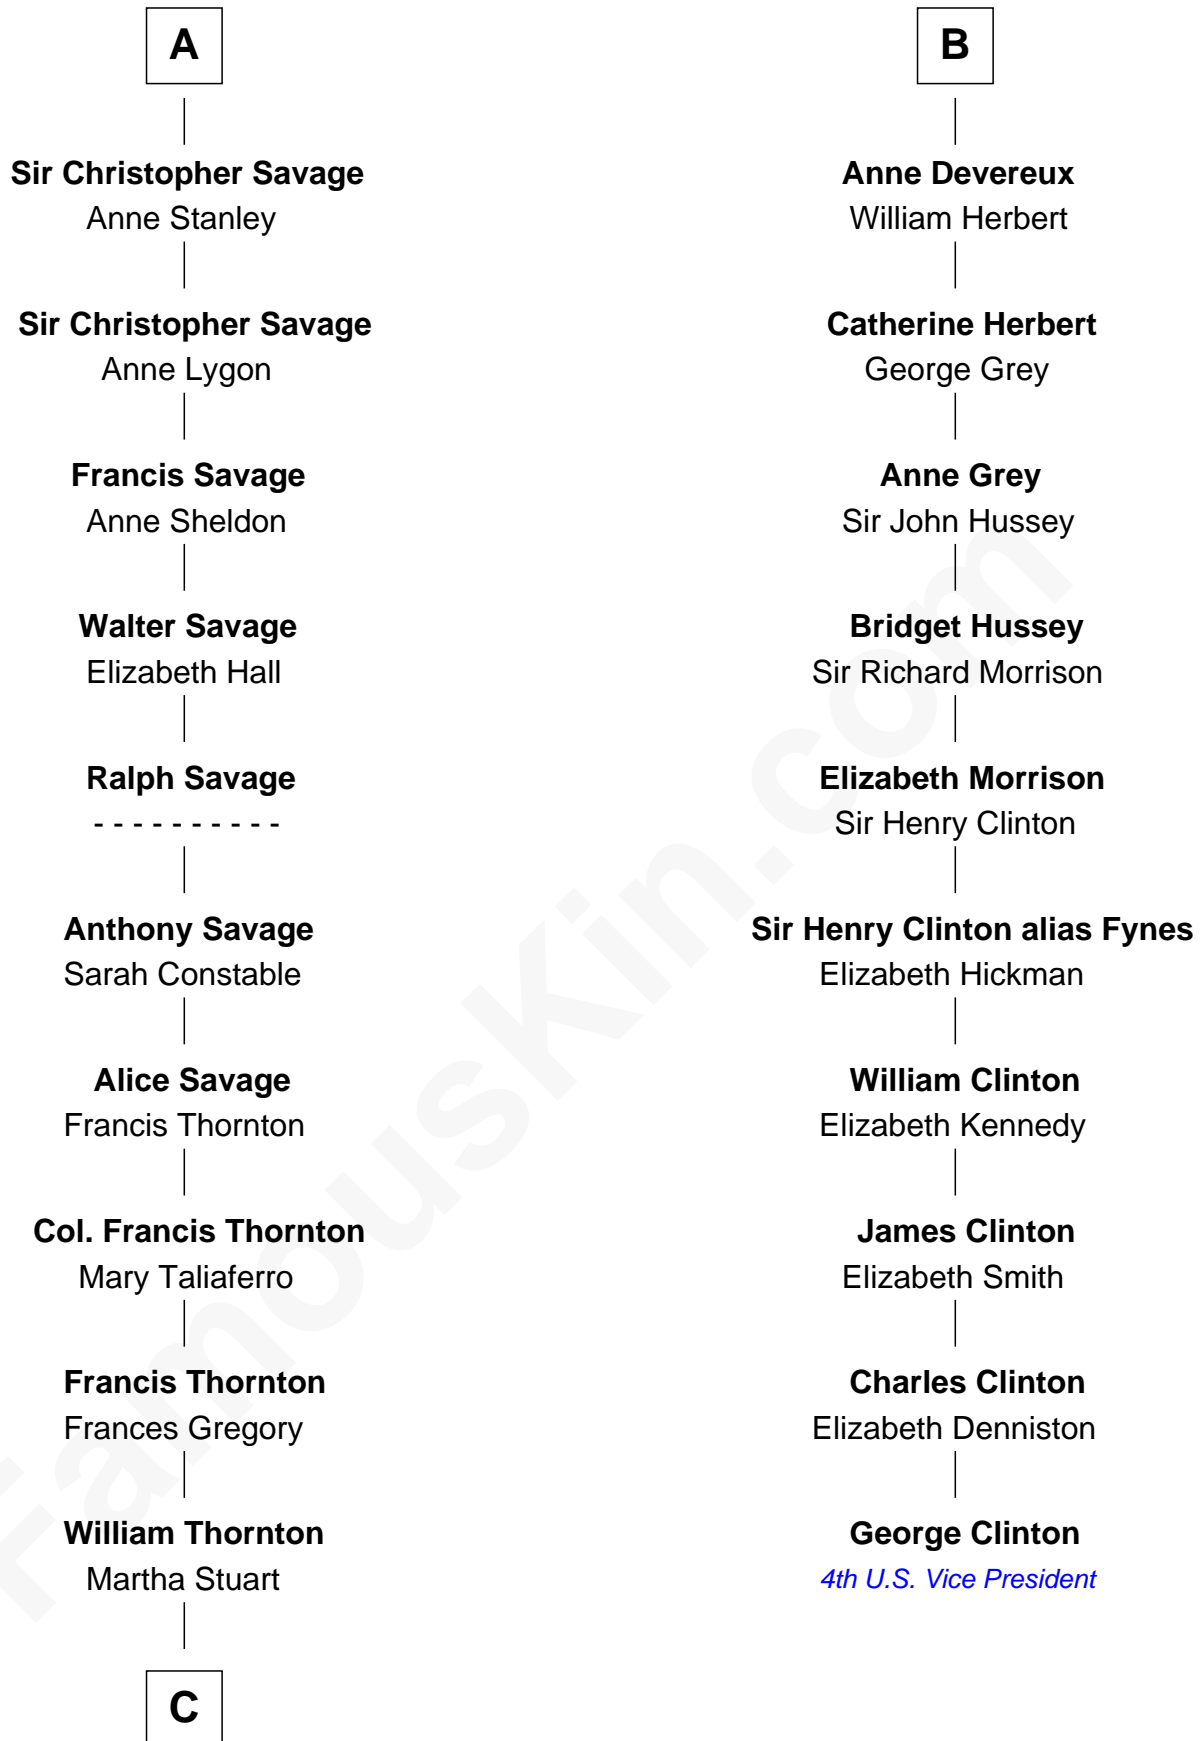 A
Sir Christopher Savage
Anne Stanley
Sir Christopher Savage
Anne Lygon
Francis Savage
Anne Sheldon
Walter Savage
Elizabeth Hall
Ralph Savage
- - - - - - - - - -
Anthony Savage
Sarah Constable
Alice Savage
Francis Thornton
Col. Francis Thornton
Mary Taliaferro
Francis Thornton
Frances Gregory
William Thornton
Martha Stuart
C
B
Anne Devereux
William Herbert
Catherine Herbert
George Grey
Anne Grey
Sir John Hussey
Bridget Hussey
Sir Richard Morrison
Elizabeth Morrison
Sir Henry Clinton
Sir Henry Clinton alias Fynes
Elizabeth Hickman
William Clinton
Elizabeth Kennedy
James Clinton
Elizabeth Smith
Charles Clinton
Elizabeth Denniston
George Clinton
4th U.S. Vice President
FamousKin.com